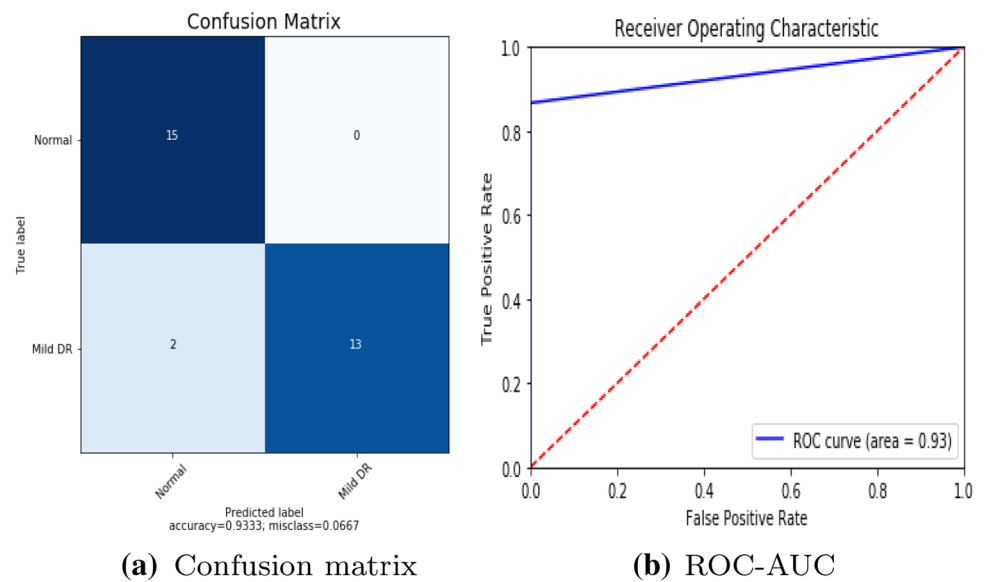 Confusion Matrix
Normal
15
0
True label
Mild DR
2
13
Normal
Mild DR
Predicted label
accuracy=0.9333; misclass=0.0667
(a) Confusion matrix
Receiver Operating Characteristic
1.0
0.8
0.6
0.4
0.2
0.0
True Positive Rate
ROC curve (area = 0.93)
0.0 0.2 0.4 0.6 0.8 1.0
False Positive Rate
(b) ROC-AUC